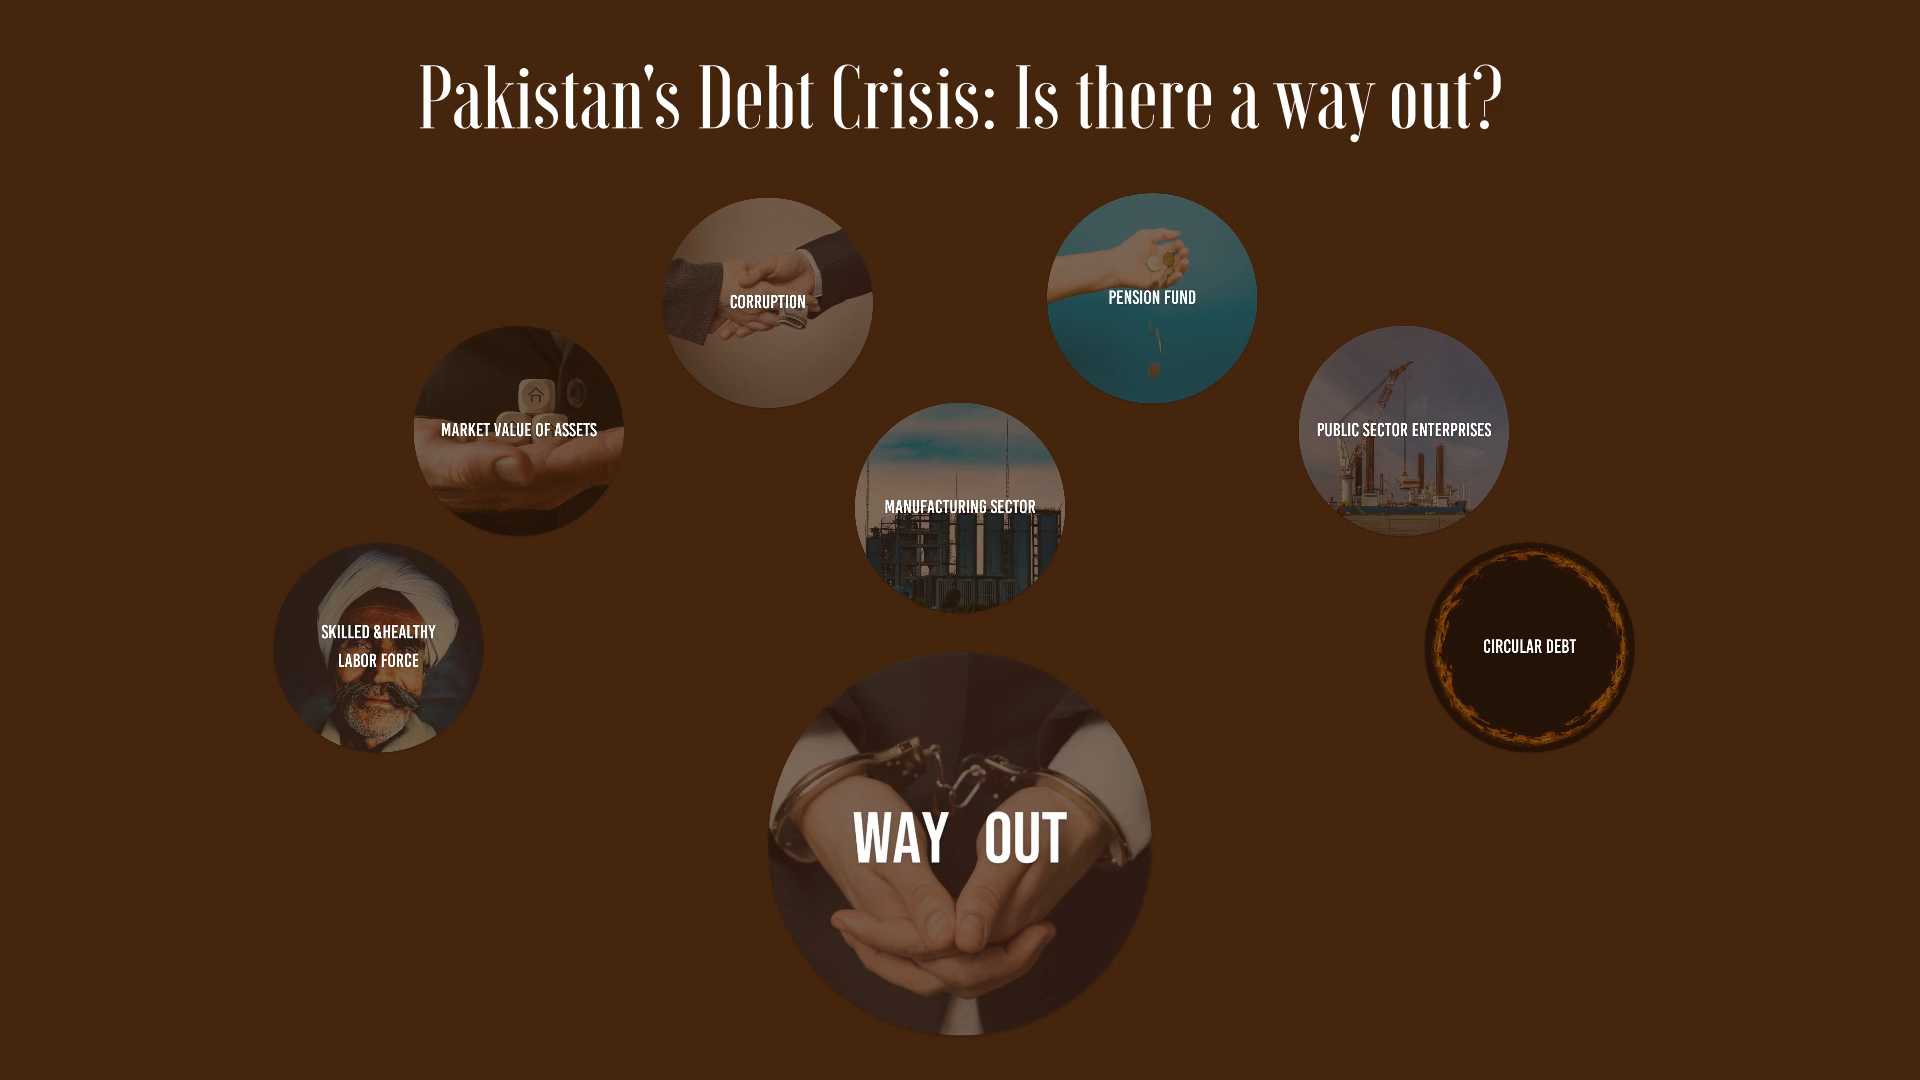 Pakistan's Debt Crisis: Is there a way out?
CORRUPTION
PENSION FUND
MARKET VALUE OF ASSETS
PUBLIC SECTOR ENTERPRISES
MANUFACTURING SECTOR
SKILLED &HEALTHY
LABOR FORCE
CIRCULAR DEBT
WAY OUT